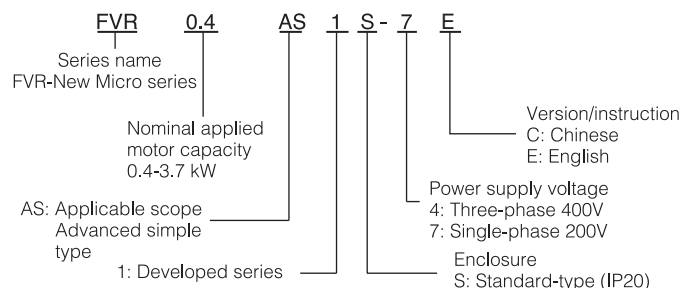 FVR 0.4 AS 1 S - 7 E
Series name
FVR-New Micro series
Nominal applied
motor capacity
0.4-3.7 kW
AS: Applicable scope
Advanced simple
type
1: Developed series
Version/instruction
C: Chinese
E: English
Power supply voltage
4: Three-phase 400V
7: Single-phase 200V
Enclosure
S: Standard-type (IP20)